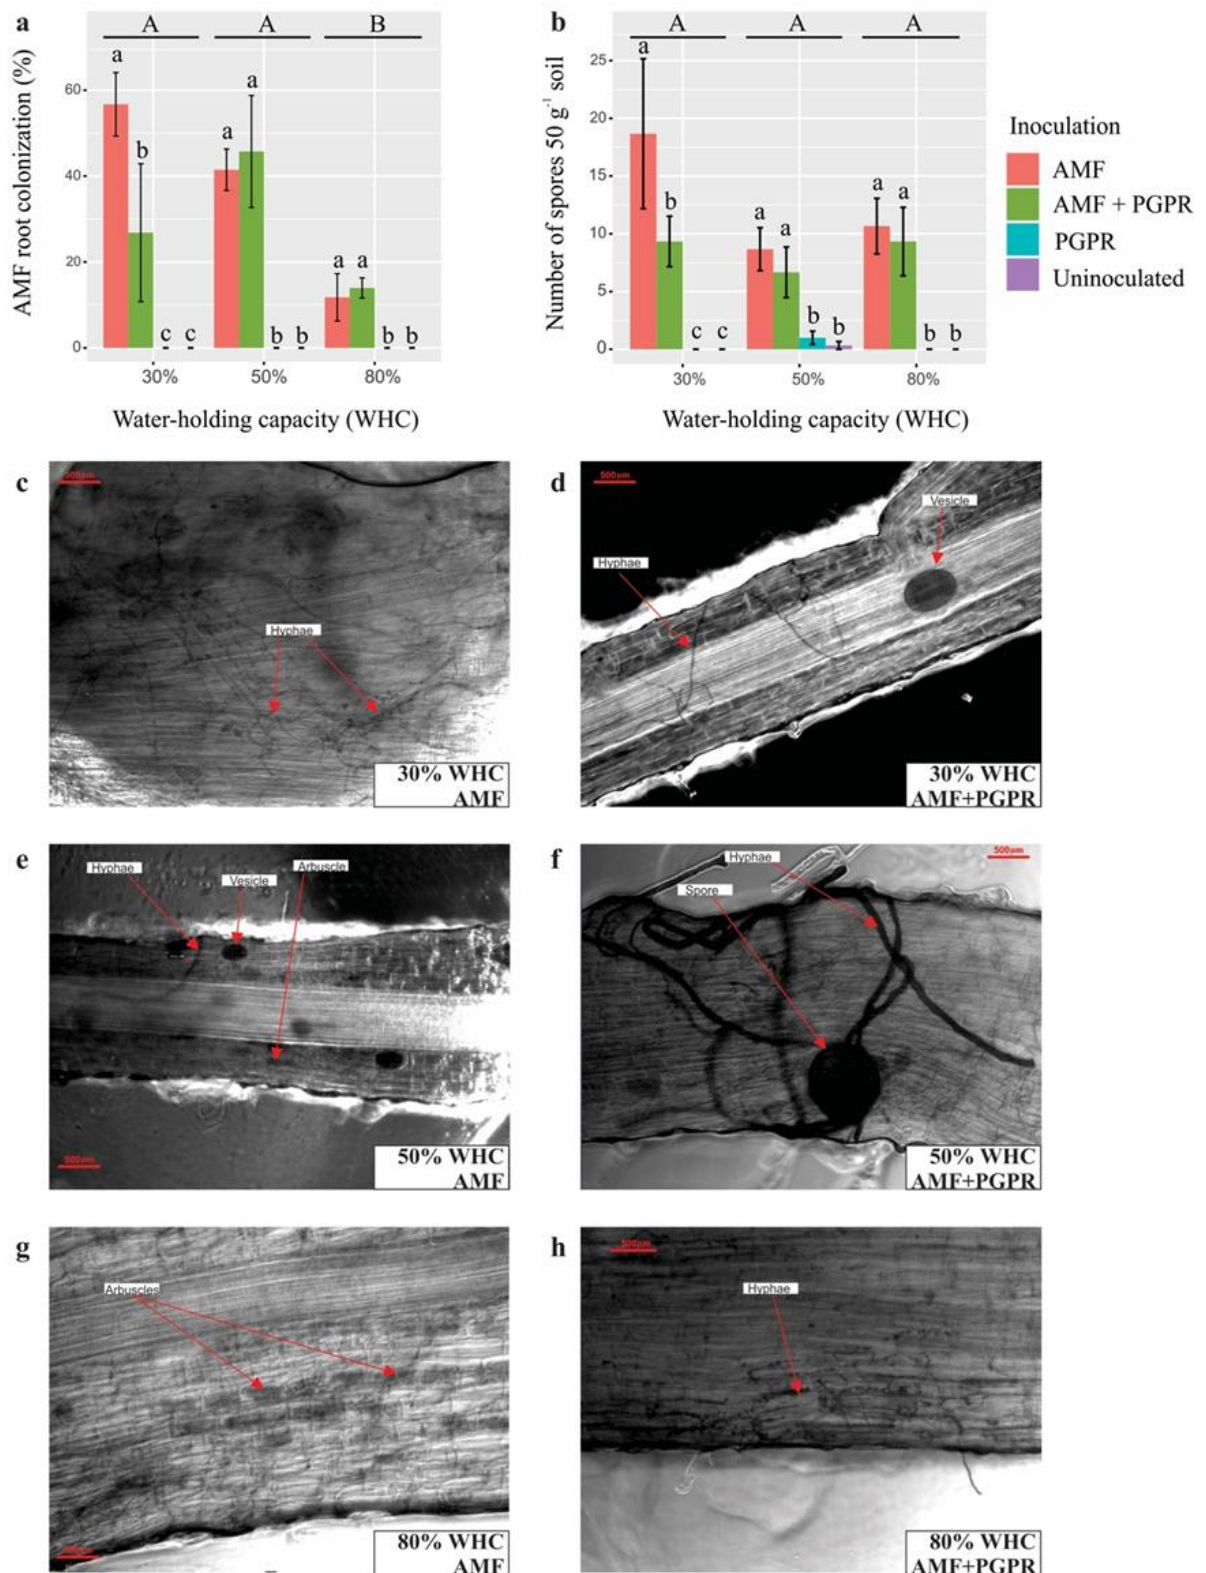 a
A A B
a
b
c c
a
a
b b
a a
b b
AMF root colonization (%)
60
40
20
0
30% 50% 80%
Water-holding capacity (WHC)
b
A A A
a
b
c c
a
a
b
b
a a
b b
Number of spores 50 g⁻¹ soil
25
20
15
10
5
0
30% 50% 80%
Water-holding capacity (WHC)
Inoculation
AMF
AMF + PGPR
PGPR
Uninoculated
c
500µm
Hyphae
30% WHC
AMF
d
500µm
Vesicle
Hyphae
30% WHC
AMF+PGPR
e
Hyphae
Vesicle
Arbuscle
500µm
50% WHC
AMF
f
500µm
Hyphae
Spore
50% WHC
AMF+PGPR
g
Arbuscles
500µm
80% WHC
AMF
h
500µm
Hyphae
80% WHC
AMF+PGPR